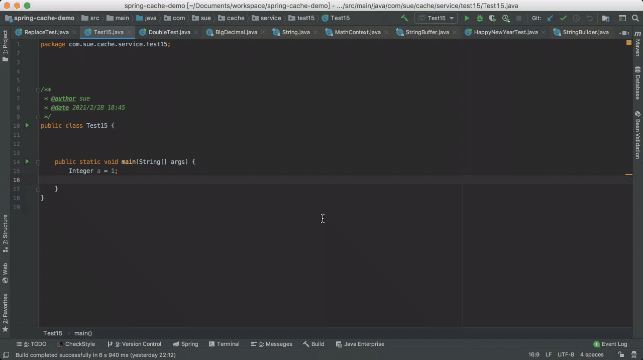 spring-cache-demo [~/Documents/workspace/spring-cache-demo] – .../src/main/java/com/sue/cache/service/test15/Test15.java
spring-cache-demo src main java com sue cache service test15 Test15 Test15 Git:
ReplaceTest.java Test15.java DoubleTest.java BigDecimal.java String.java MathContext.java StringBuffer.java HappyNewYearTest.java StringBuilder.java
1: Project
Maven
Database
Bean Validation
2: Structure
Web
2: Favorites
1 package com.sue.cache.service.test15;
2
3
4
5
6 /**
7 * @author sue
8 * @date 2021/2/28 18:45
9 */
10 public class Test15 {
11
12
13
14 public static void main(String[] args) {
15 Integer a = 1;
16
17 }
18 }
19
Test15 › main()
6: TODO CheckStyle 9: Version Control Spring Terminal 0: Messages Build Java Enterprise Event Log
Build completed successfully in 6 s 940 ms (yesterday 22:12) 16:9 LF UTF-8 4 spaces